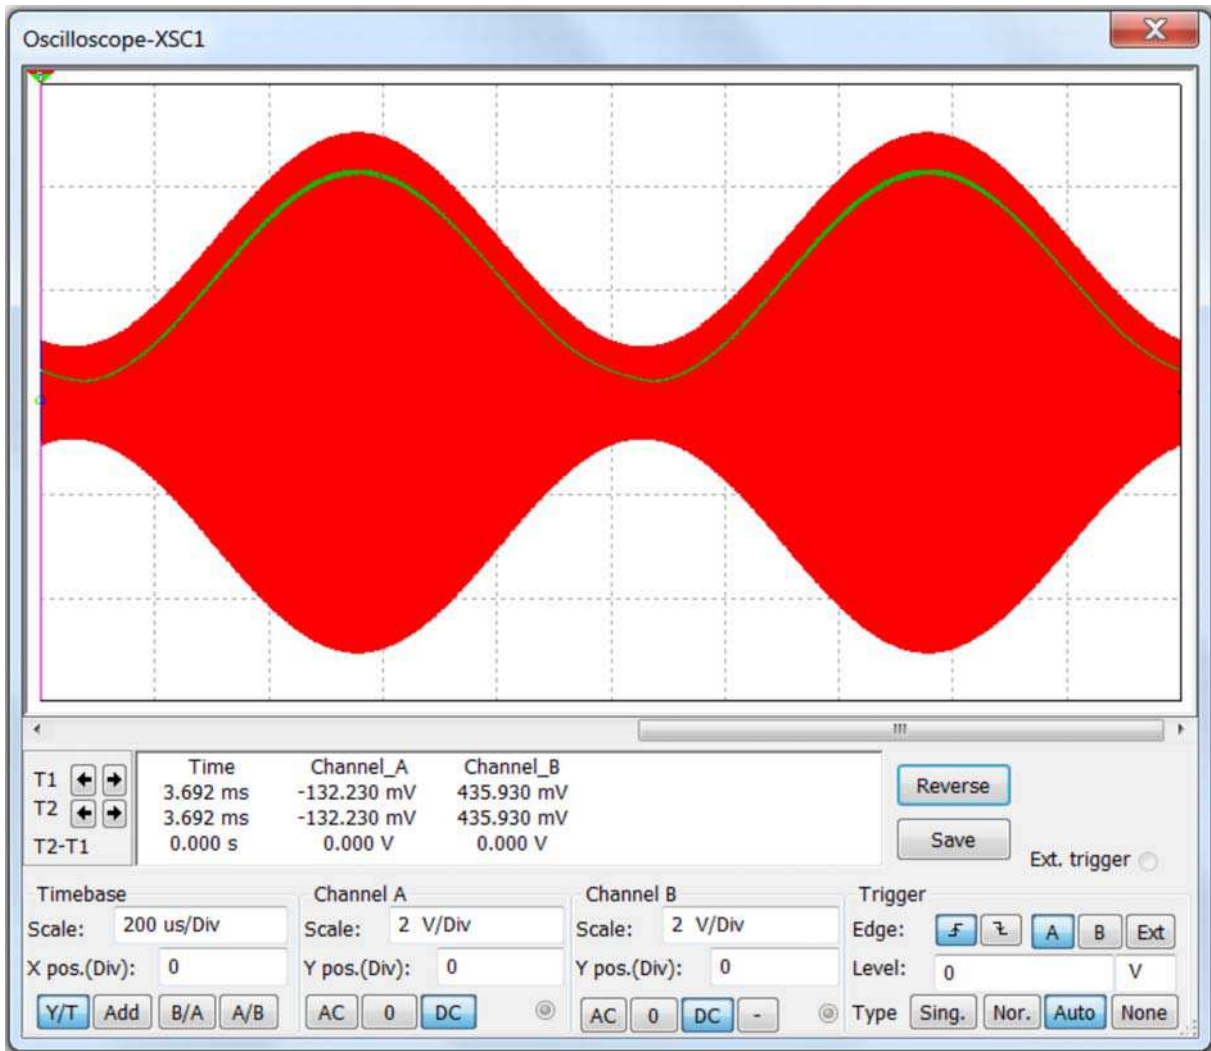 Oscilloscope-XSC1
Time Channel_A Channel_B
T1 3.692 ms -132.230 mV 435.930 mV
T2 3.692 ms -132.230 mV 435.930 mV
T2-T1 0.000 s 0.000 V 0.000 V
Reverse
Save
Ext. trigger
Timebase
Scale: 200 us/Div
X pos.(Div): 0
Y/T Add B/A A/B
Channel A
Scale: 2 V/Div
Y pos.(Div): 0
AC 0 DC
Channel B
Scale: 2 V/Div
Y pos.(Div): 0
AC 0 DC -
Trigger
Edge: A B Ext
Level: 0 V
Type Sing. Nor. Auto None